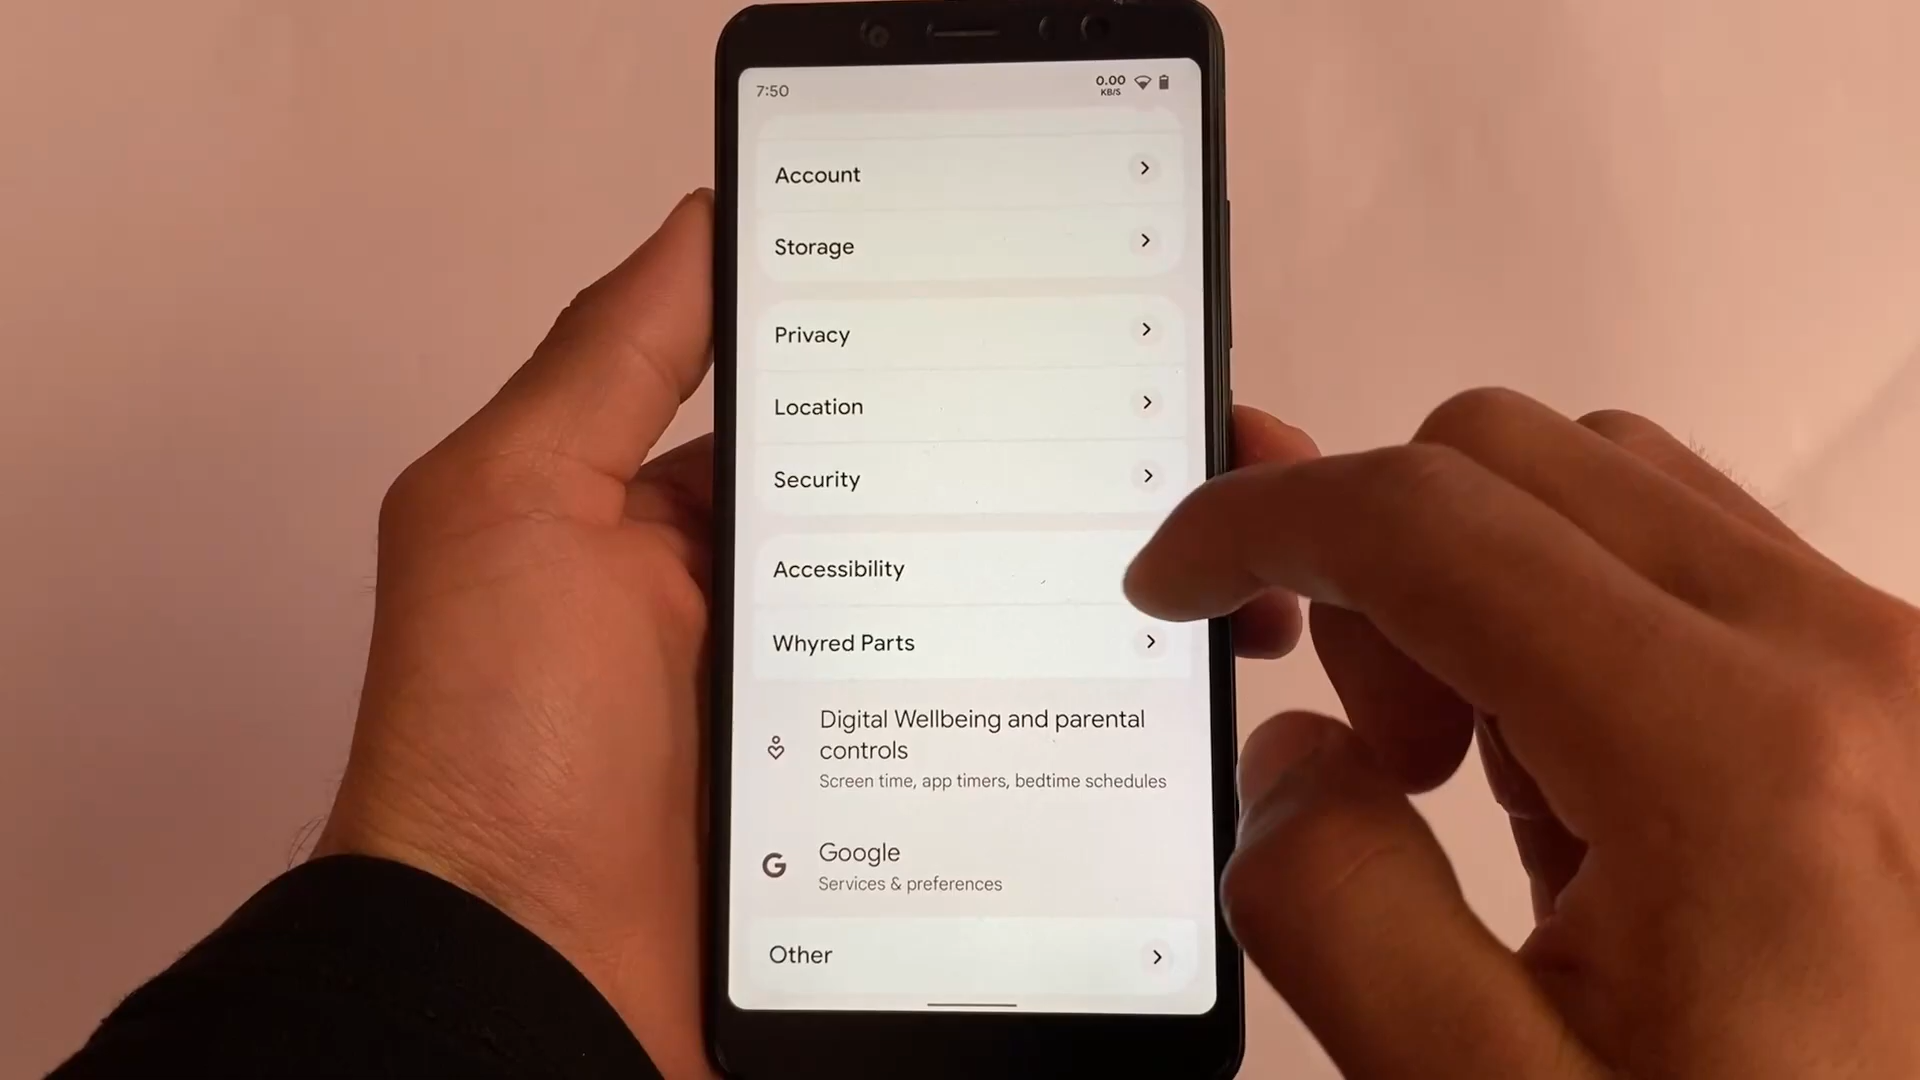 7:50
0.00
KB/S
Account
Storage
Privacy
Location
Security
Accessibility
Whyred Parts
Digital Wellbeing and parental
controls
Screen time, app timers, bedtime schedules
Google
Services & preferences
Other